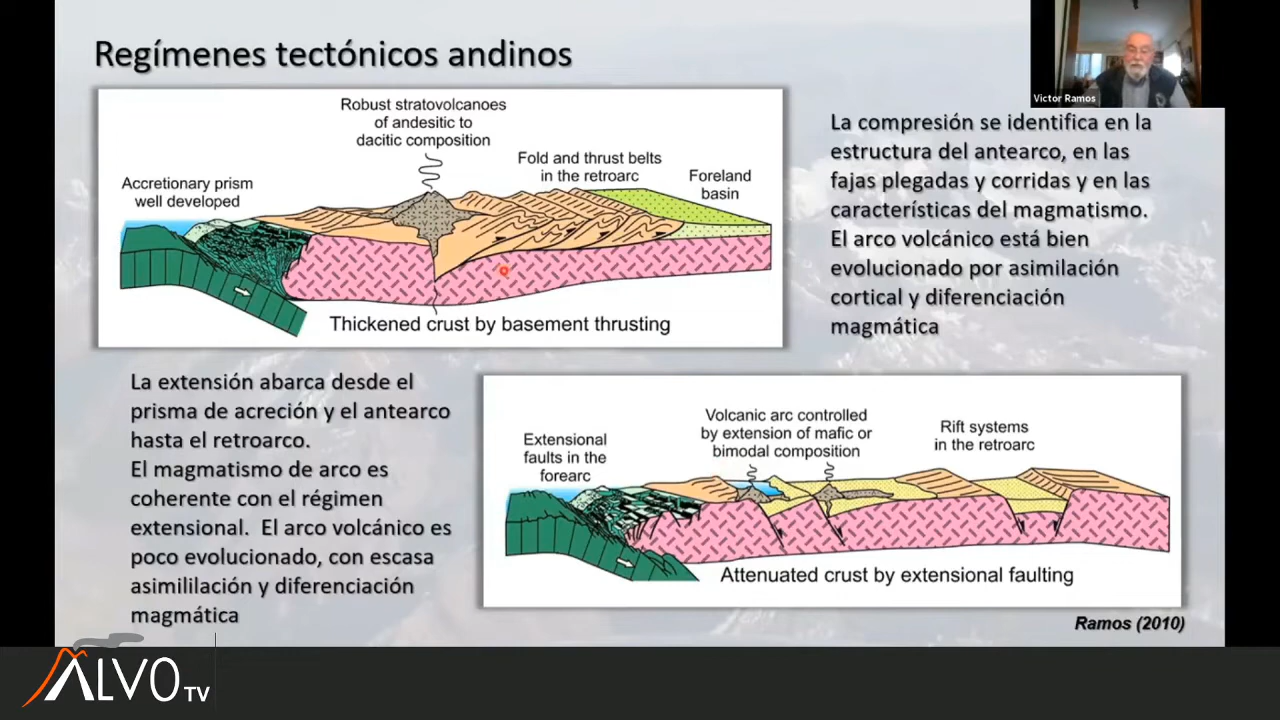 Regímenes tectónicos andinos
Victor Ramos
Robust stratovolcanoes
of andesitic to
dacitic composition
Fold and thrust belts
in the retroarc
Foreland
basin
Accretionary prism
well developed
Thickened crust by basement thrusting
La compresión se identifica en la
estructura del antearco, en las
fajas plegadas y corridas y en las
características del magmatismo.
El arco volcánico está bien
evolucionado por asimilación
cortical y diferenciación
magmática
La extensión abarca desde el
prisma de acreción y el antearco
hasta el retroarco.
El magmatismo de arco es
coherente con el régimen
extensional. El arco volcánico es
poco evolucionado, con escasa
asimililación y diferenciación
magmática
Extensional
faults in the
forearc
Volcanic arc controlled
by extension of mafic or
bimodal composition
Rift systems
in the retroarc
Attenuated crust by extensional faulting
Ramos (2010)
ALVO TV